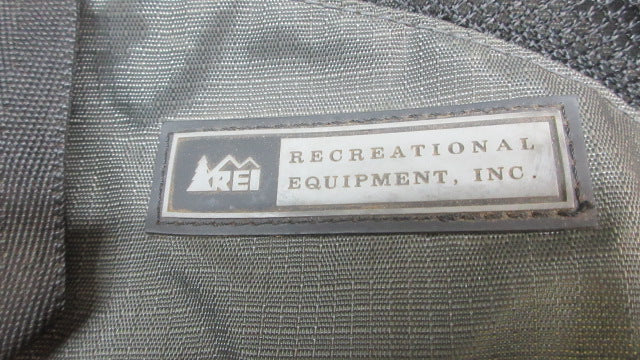 REI
RECREATIONAL
EQUIPMENT, INC.